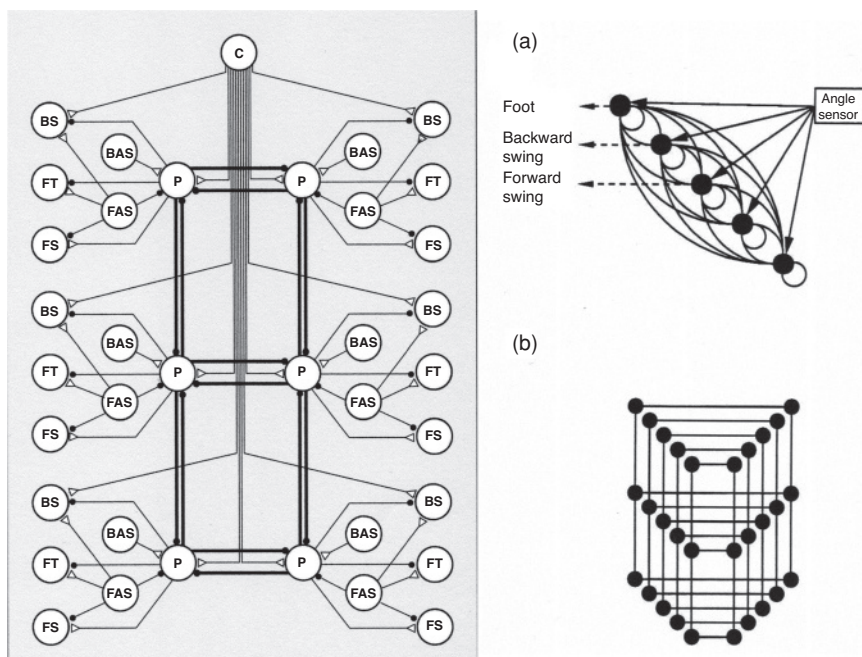 C
BS BS
BAS BAS
FT P P FT
FAS FAS
FS FS
BS BS
BAS BAS
FT P P FT
FAS FAS
FS FS
BS BS
BAS BAS
FT P P FT
FAS FAS
FS FS
(a)
Foot
Angle
sensor
Backward
swing
Forward
swing
(b)